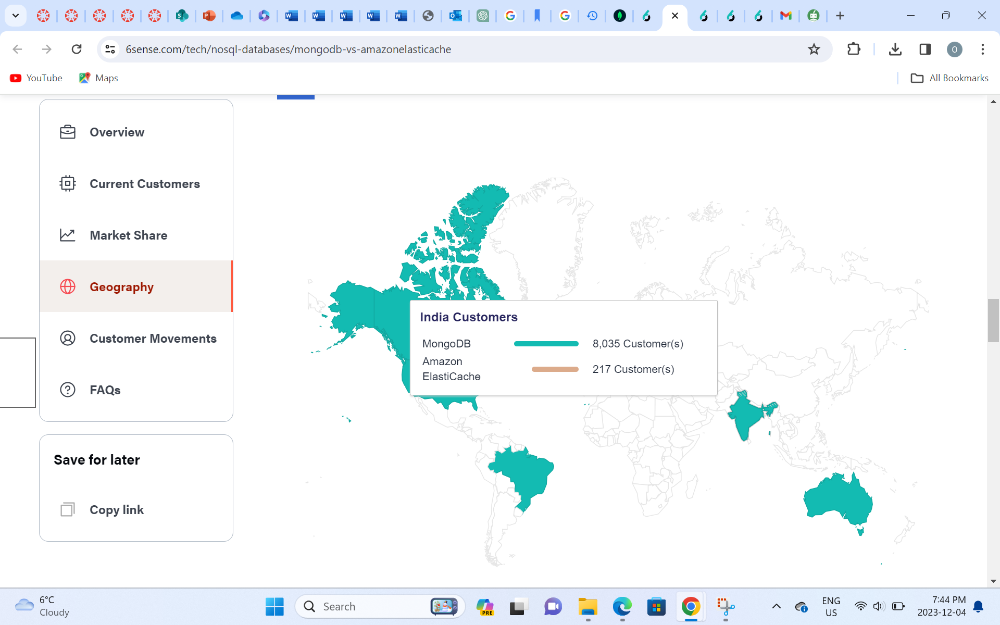 6sense.com/tech/nosql-databases/mongodb-vs-amazonelasticache
O
YouTube
Maps
All Bookmarks
Overview
Current Customers
Market Share
Geography
Customer Movements
FAQs
Save for later
Copy link
India Customers
MongoDB
8,035 Customer(s)
Amazon
ElastiCache
217 Customer(s)
6°C
Cloudy
Search
PRE
ENG
US
7:44 PM
2023-12-04